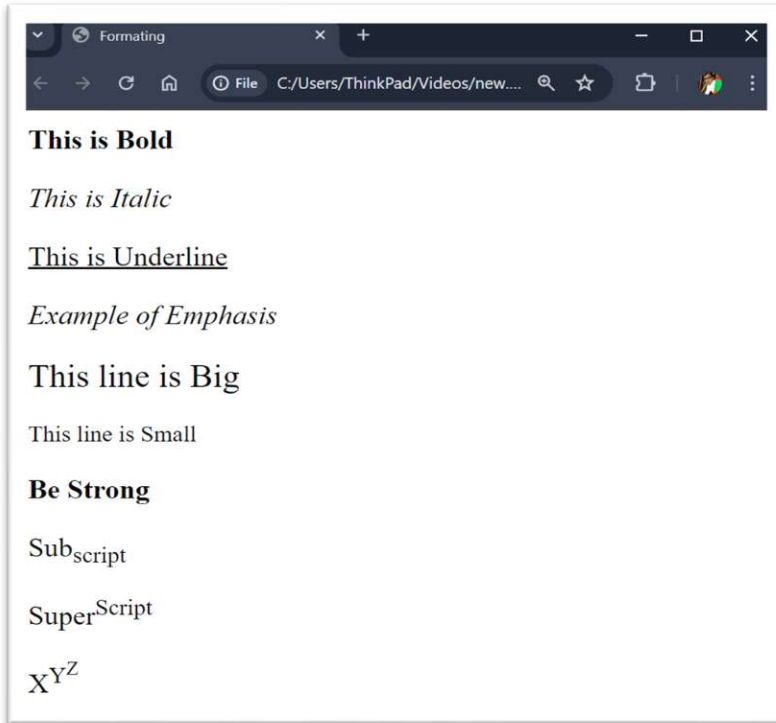 Formating
File C:/Users/ThinkPad/Videos/new....
This is Bold
This is Italic
This is Underline
Example of Emphasis
This line is Big
This line is Small
Be Strong
Subscript
SuperScript
XYZ